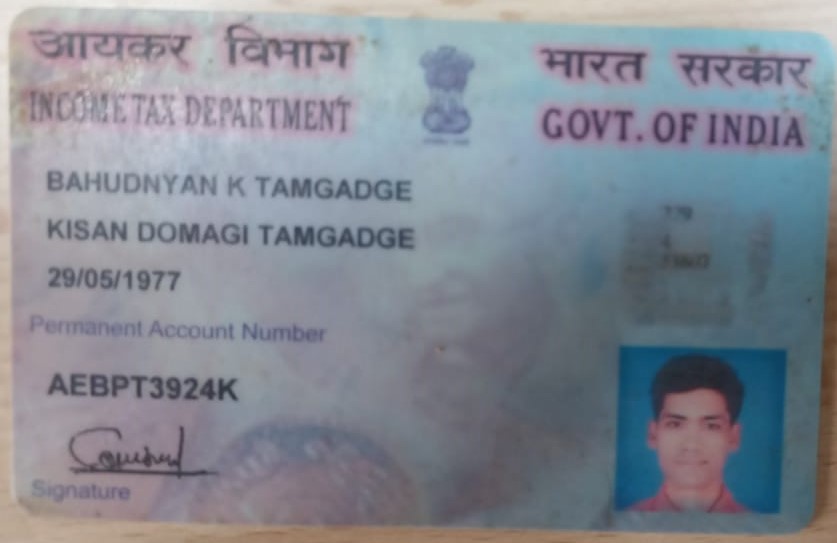 आयकर विभाग भारत सरकार
INCOME TAX DEPARTMENT GOVT. OF INDIA
BAHUDNYAN K TAMGADGE
KISAN DOMAGI TAMGADGE
29/05/1977
Permanent Account Number
AEBPT3924K
Signature